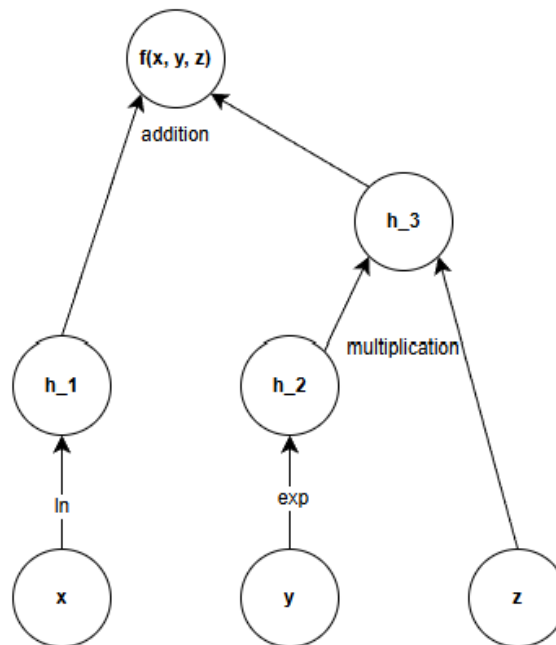 f(x, y, z)
addition
h_3
multiplication
h_1
h_2
ln
exp
x
y
z